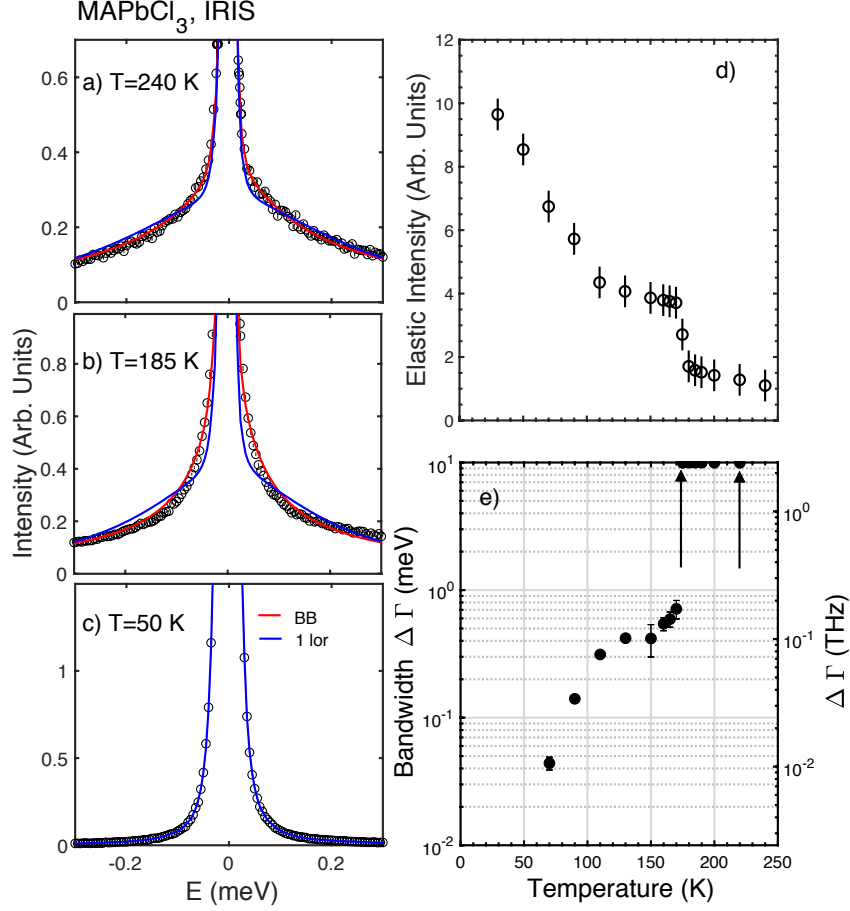 MAPbCl3, IRIS
Intensity (Arb. Units)
a) T=240 K
0.6
0.4
0.2
0
b) T=185 K
0.8
0.6
0.4
0.2
0
c) T=50 K
BB
1 lor
1
0.5
0
-0.2
0
0.2
E (meV)
Elastic Intensity (Arb. Units)
d)
12
10
8
6
4
2
0
Bandwidth Δ Γ (meV)
e)
10^1
10^0
10^-1
10^-2
10^0
10^-1
10^-2
Δ Γ (THz)
0
50
100
150
200
250
Temperature (K)